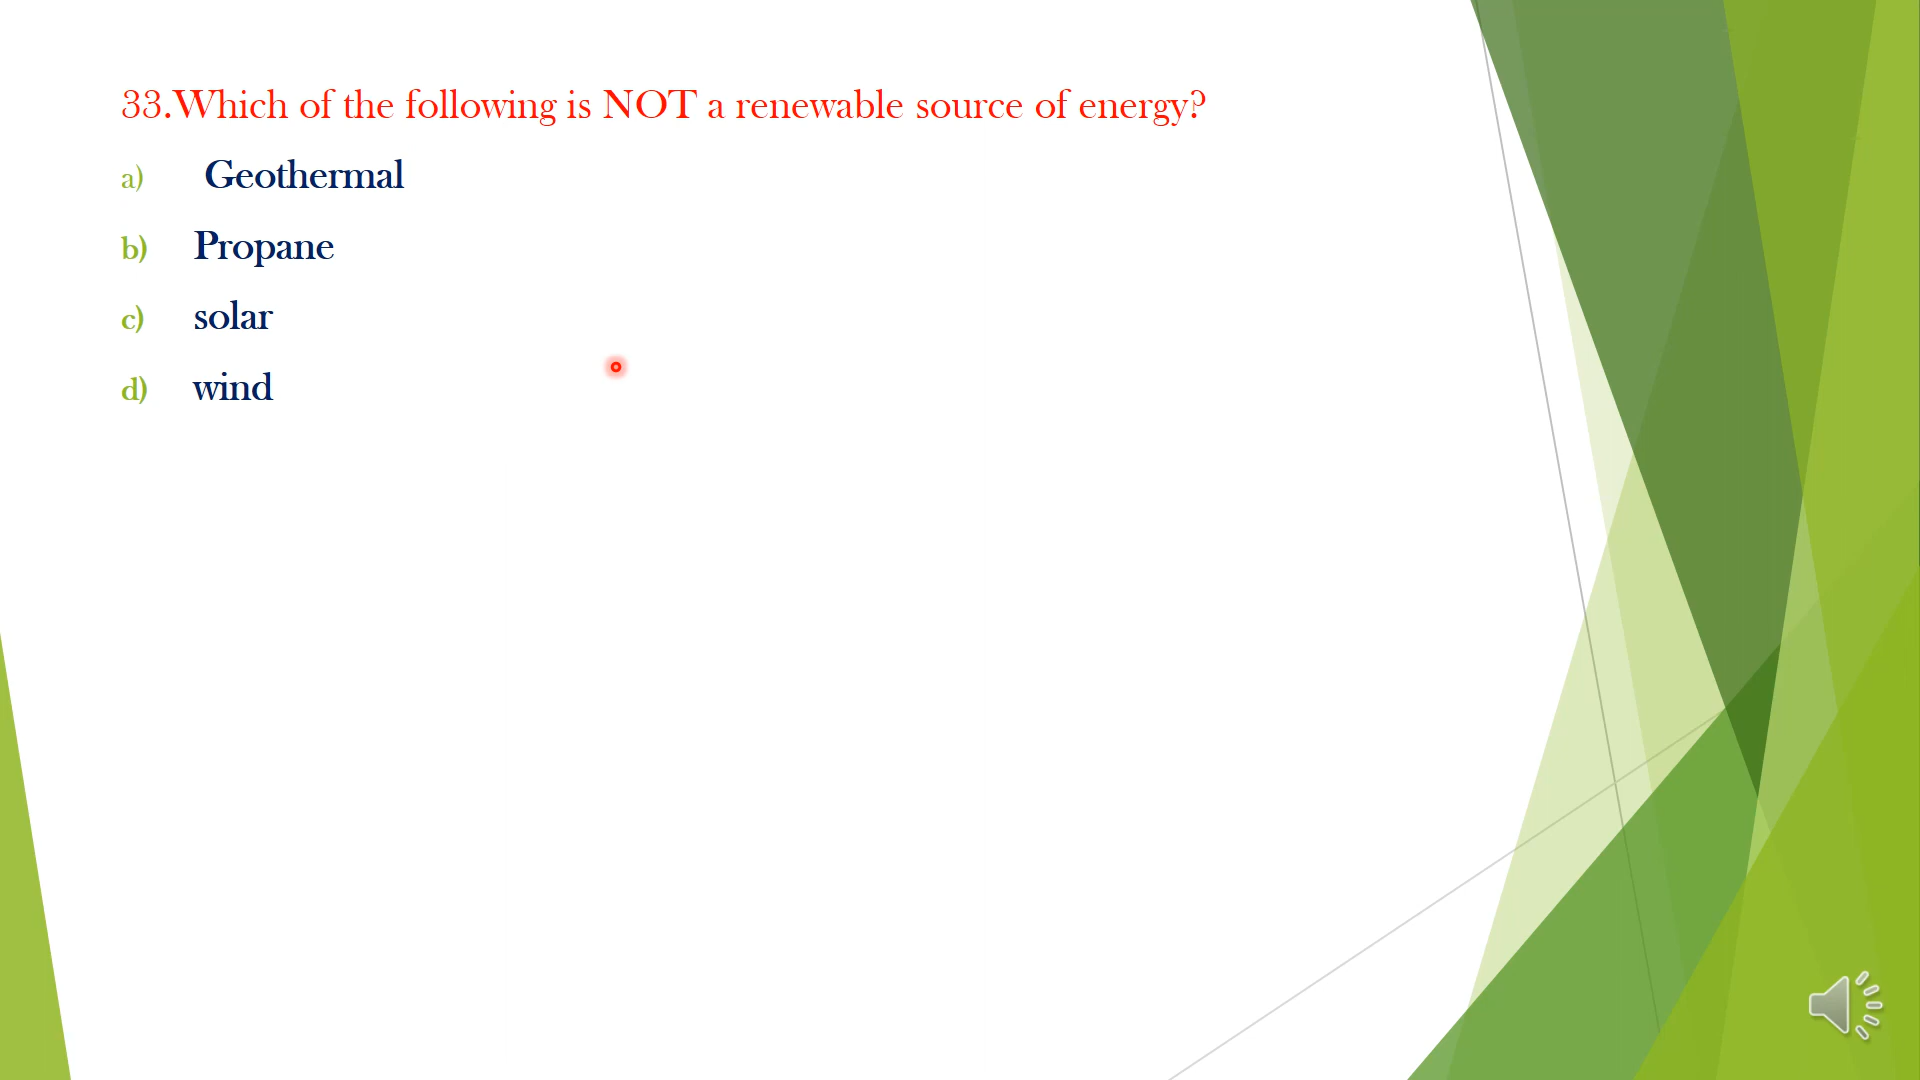 33.Which of the following is NOT a renewable source of energy?
a) Geothermal
b) Propane
c) solar
d) wind